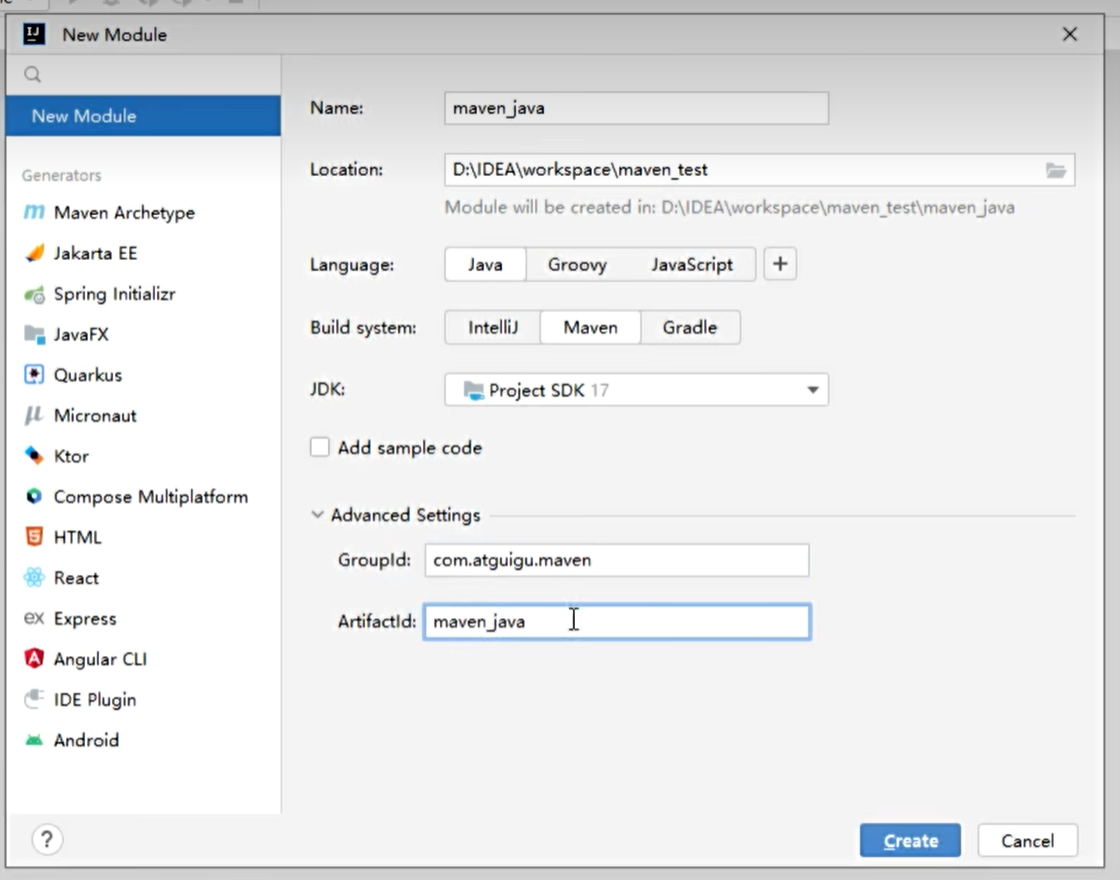 New Module
New Module
Generators
Maven Archetype
Jakarta EE
Spring Initializr
JavaFX
Quarkus
Micronaut
Ktor
Compose Multiplatform
HTML
React
Express
Angular CLI
IDE Plugin
Android
Name: maven_java
Location: D:\IDEA\workspace\maven_test
Module will be created in: D:\IDEA\workspace\maven_test\maven_java
Language: Java Groovy JavaScript +
Build system: IntelliJ Maven Gradle
JDK: Project SDK 17
Add sample code
Advanced Settings
GroupId: com.atguigu.maven
ArtifactId: maven_java
? Create Cancel